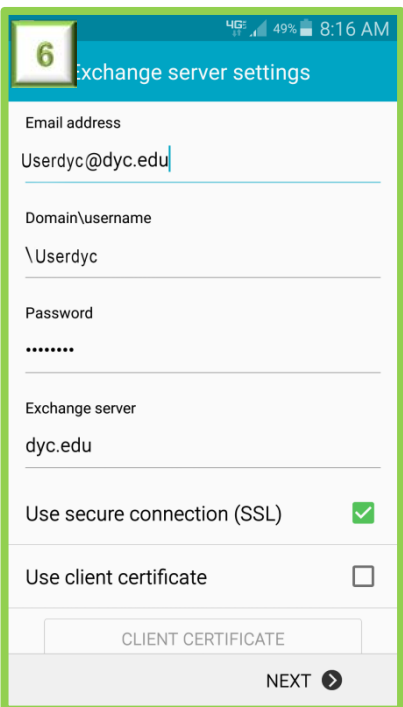 4G 49% 8:16 AM
6
Exchange server settings
Email address
Userdyc@dyc.edu
Domain\username
\Userdyc
Password
••••••••
Exchange server
dyc.edu
Use secure connection (SSL)
Use client certificate
CLIENT CERTIFICATE
NEXT